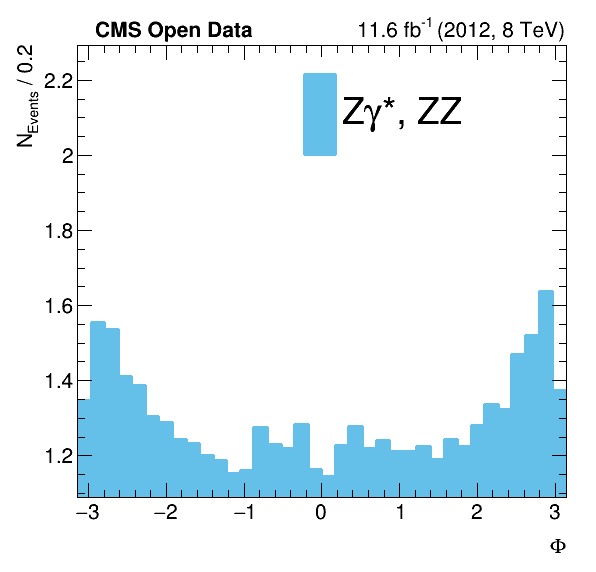 CMS Open Data
11.6 fb⁻¹ (2012, 8 TeV)
N_Events / 0.2
Zγ*, ZZ
2.2
2
1.8
1.6
1.4
1.2
−3 −2 −1 0 1 2 3
Φ